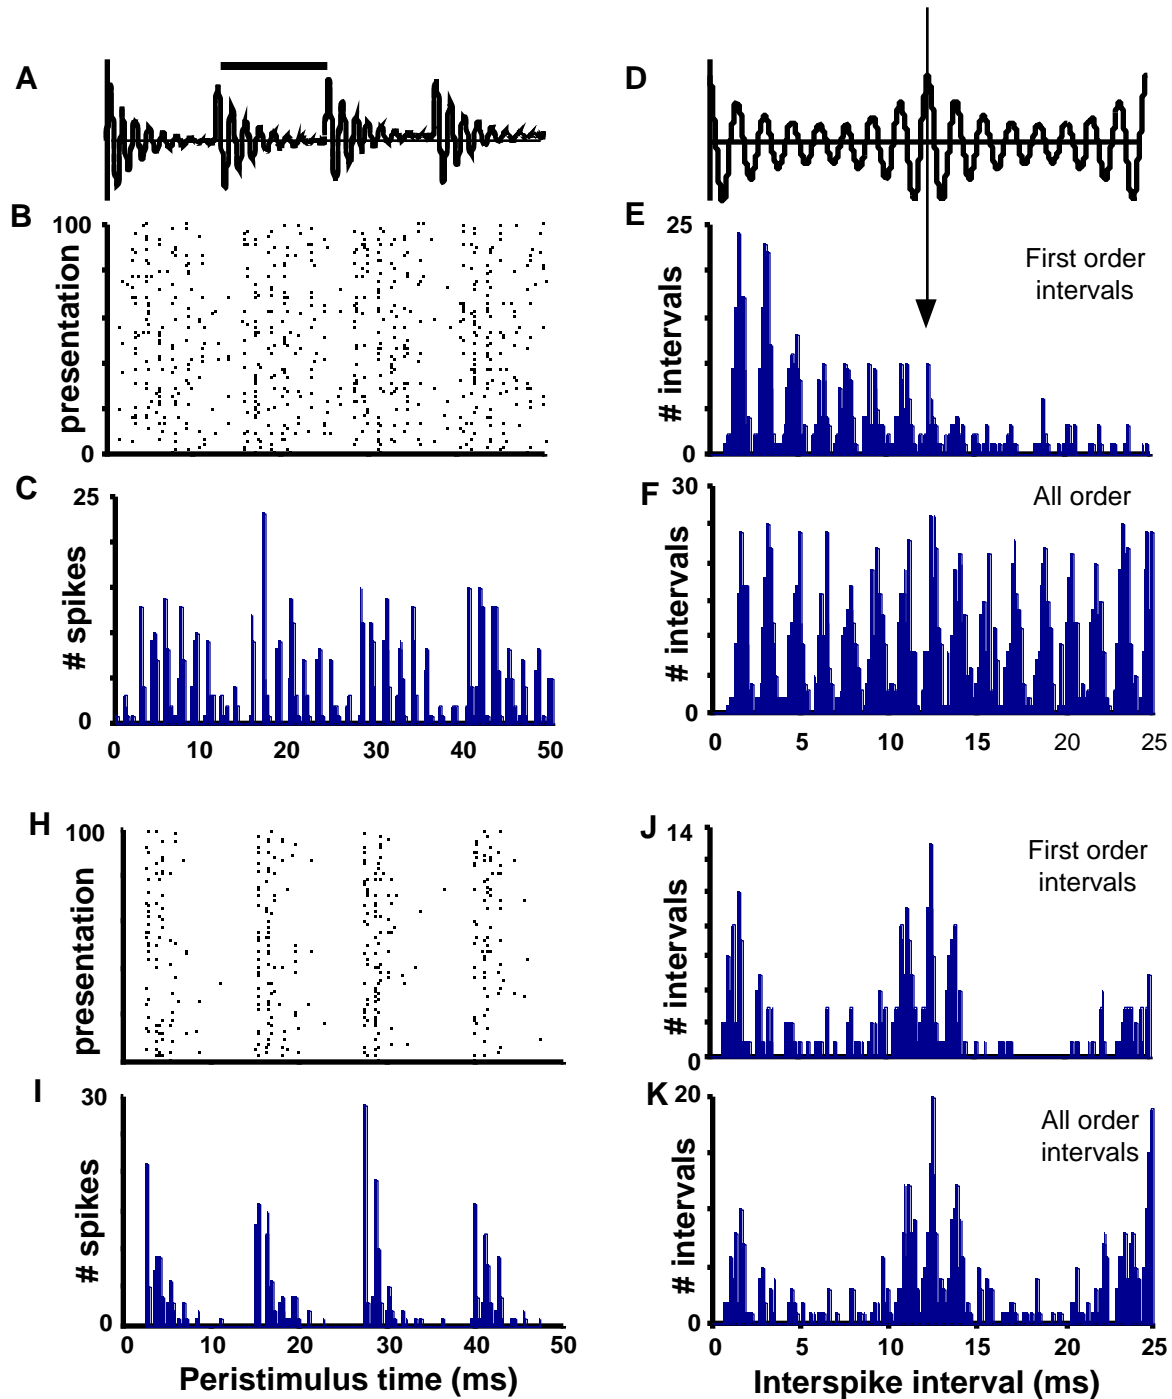 A
D
B
100
presentation
0
E
25
# intervals
0
First order
intervals
C
25
# spikes
0
0 10 20 30 40 50
F
30
# intervals
0
All order
0 5 10 15 20 25
H
100
presentation
J
14
# intervals
0
First order
intervals
I
30
# spikes
0
0 10 20 30 40 50
Peristimulus time (ms)
K
20
# intervals
0
All order
intervals
0 5 10 15 20 25
Interspike interval (ms)